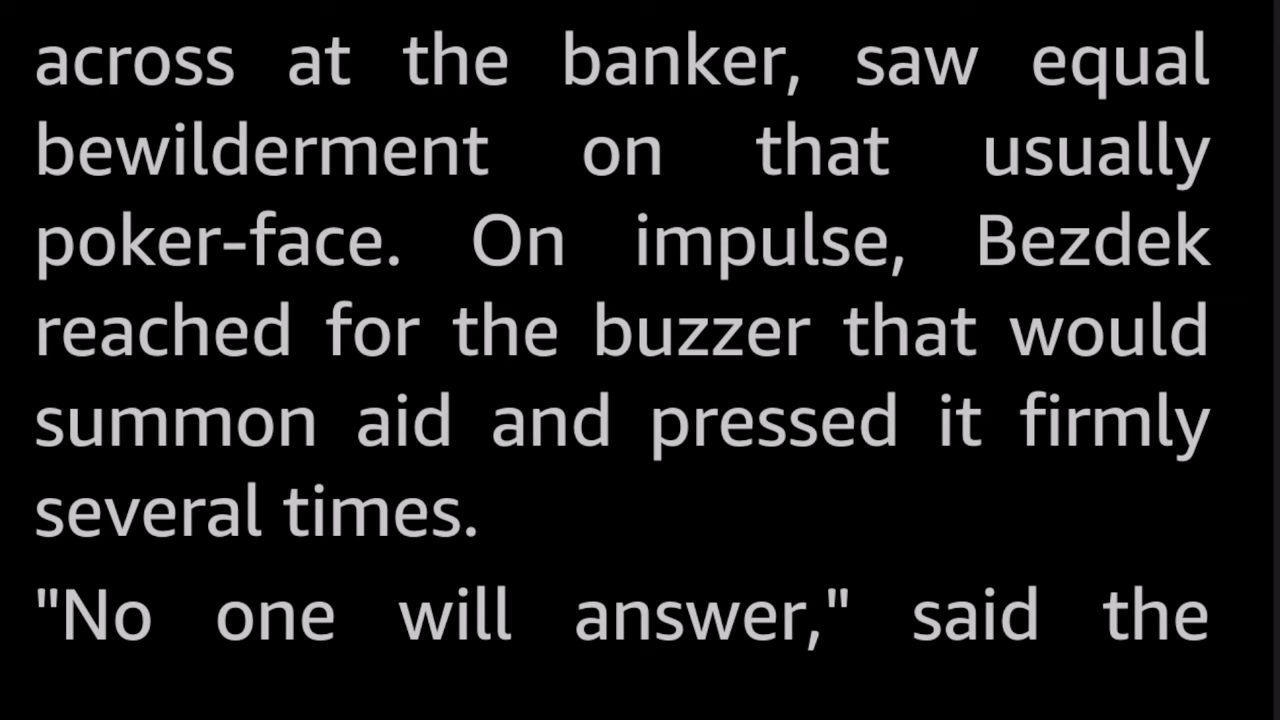 across at the banker, saw equal
bewilderment on that usually
poker-face. On impulse, Bezdek
reached for the buzzer that would
summon aid and pressed it firmly
several times.
"No one will answer," said the